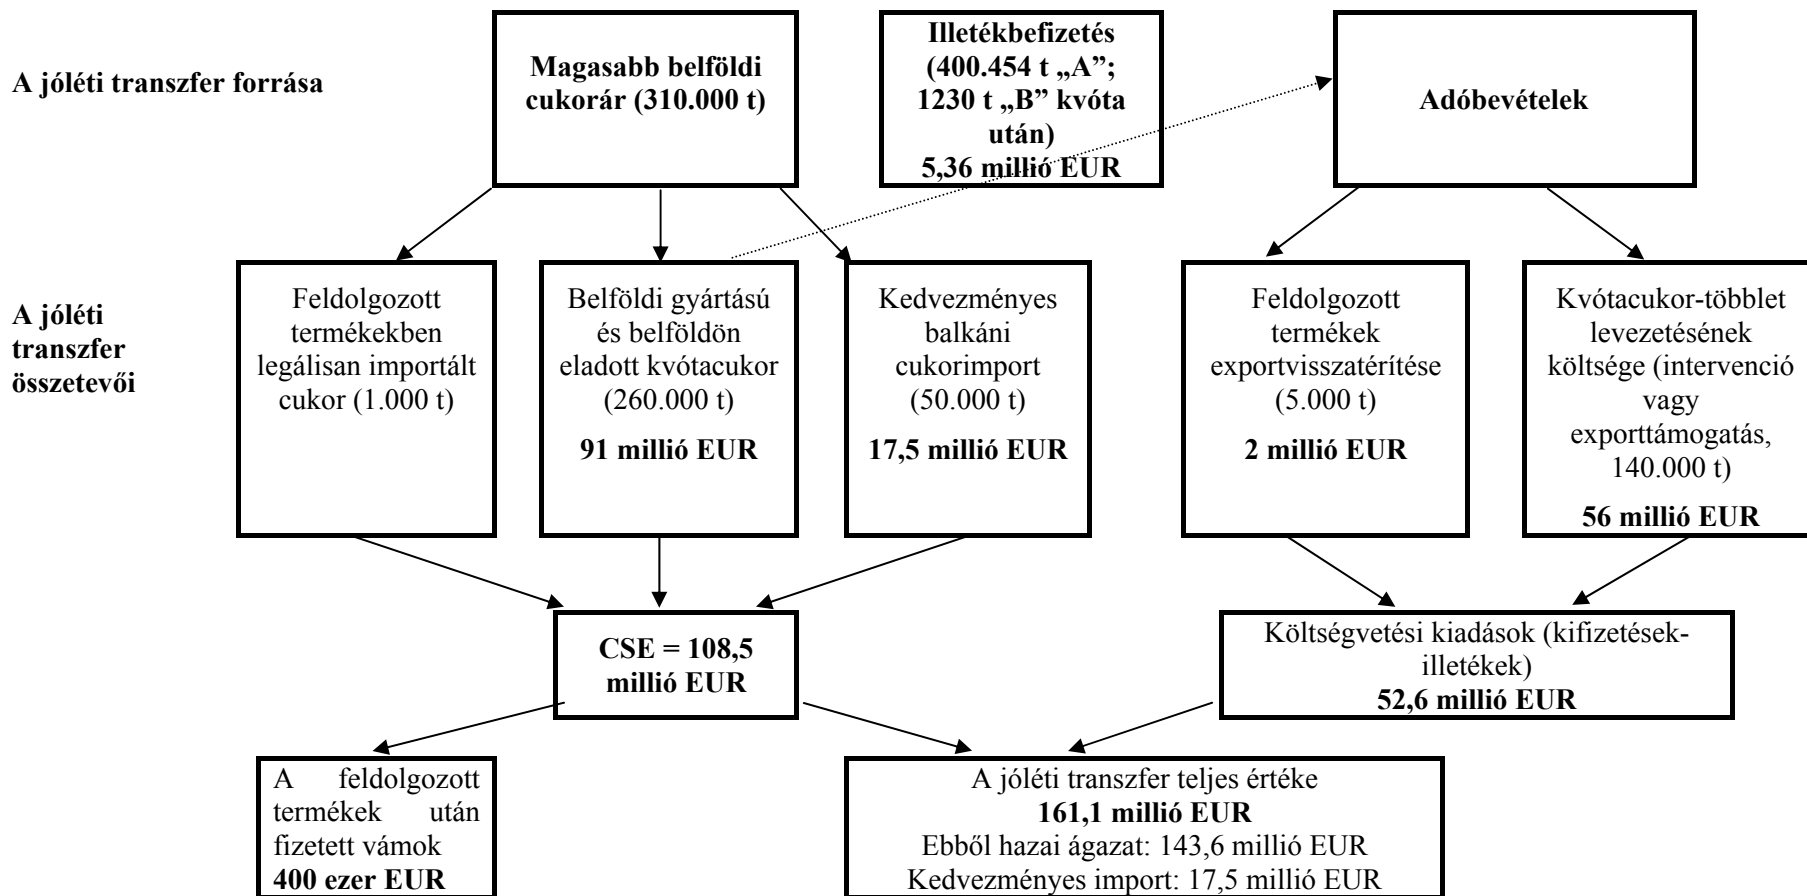 A jóléti transzfer forrása
Magasabb belföldi
cukorár (310.000 t)
Illetékbefizetés
(400.454 t „A”;
1230 t „B” kvóta
után)
5,36 millió EUR
Adóbevételek
A jóléti
transzfer
összetevői
Feldolgozott
termékekben
legálisan importált
cukor (1.000 t)
Belföldi gyártású
és belföldön
eladott kvótacukor
(260.000 t)
91 millió EUR
Kedvezményes
balkáni
cukorimport
(50.000 t)
17,5 millió EUR
Feldolgozott
termékek
exportvisszatérítése
(5.000 t)
2 millió EUR
Kvótacukor-többlet
levezetésének
költsége (intervenció
vagy
exporttámogatás,
140.000 t)
56 millió EUR
CSE = 108,5
millió EUR
Költségvetési kiadások (kifizetések-
illetékek)
52,6 millió EUR
A feldolgozott
termékek után
fizetett vámok
400 ezer EUR
A jóléti transzfer teljes értéke
161,1 millió EUR
Ebből hazai ágazat: 143,6 millió EUR
Kedvezményes import: 17,5 millió EUR